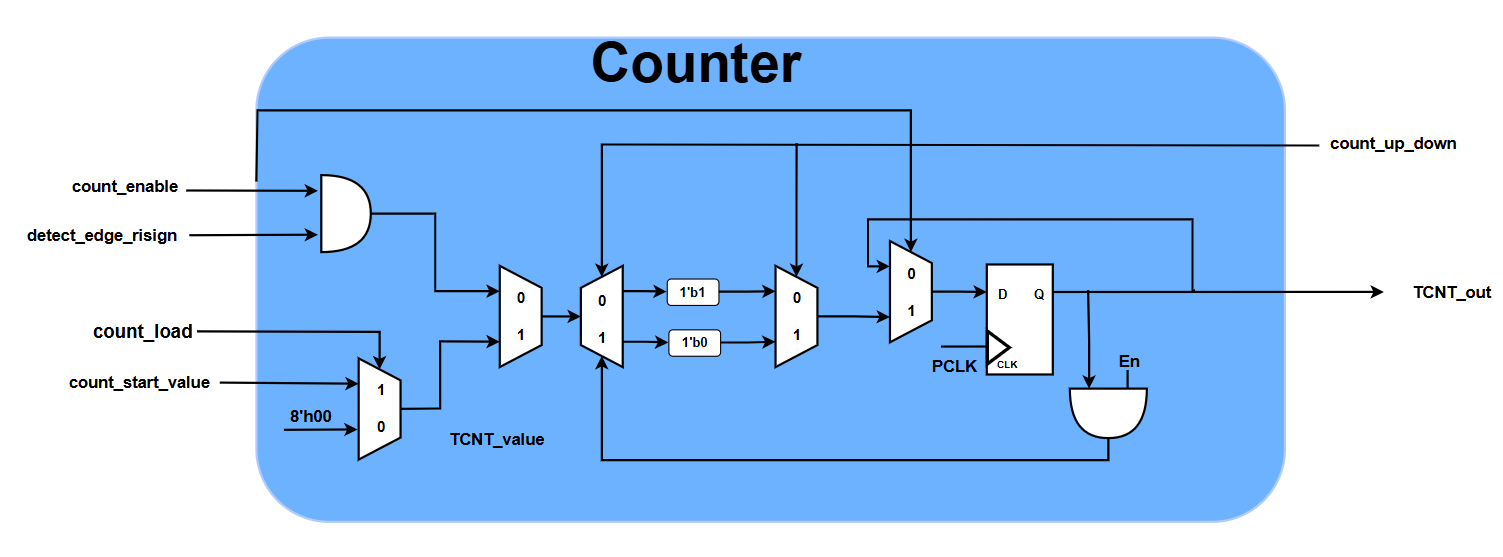 Counter
count_up_down
count_enable
detect_edge_risign
count_load
count_start_value
8'h00
1
0
TCNT_value
0
1
0
1
1'b1
1'b0
0
1
0
1
D
Q
CLK
PCLK
En
TCNT_out